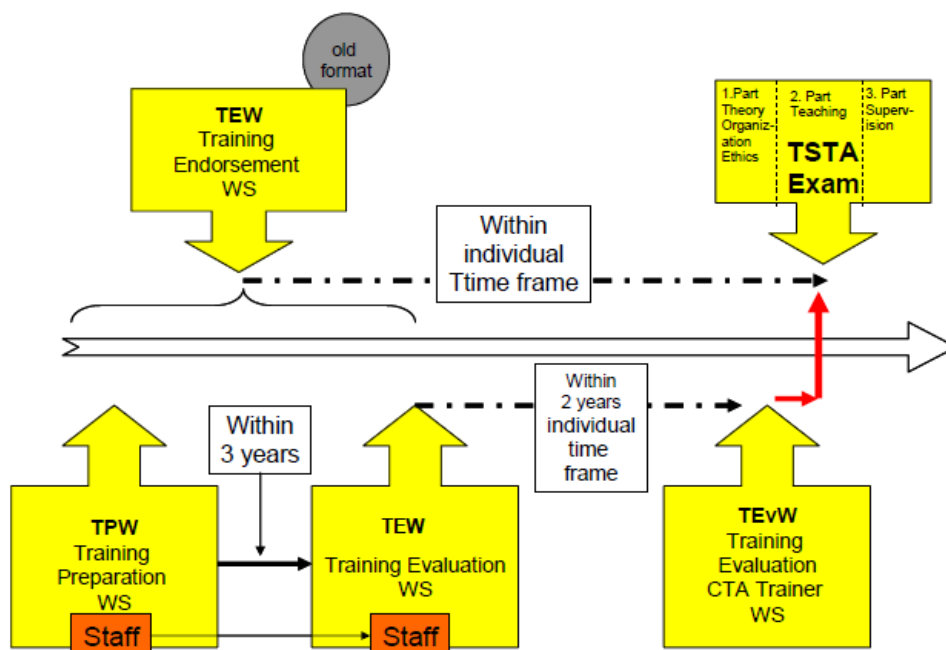 old
format
TEW
Training
Endorsement
WS
1.Part
Theory
Organiz-
ation
Ethics
2. Part
Teaching
3. Part
Superv-
ision
TSTA
Exam
Within
individual
Ttime frame
Within
3 years
Within
2 years
individual
time
frame
TPW
Training
Preparation
WS
Staff
TEW
Training Evaluation
WS
Staff
TEvW
Training
Evaluation
CTA Trainer
WS